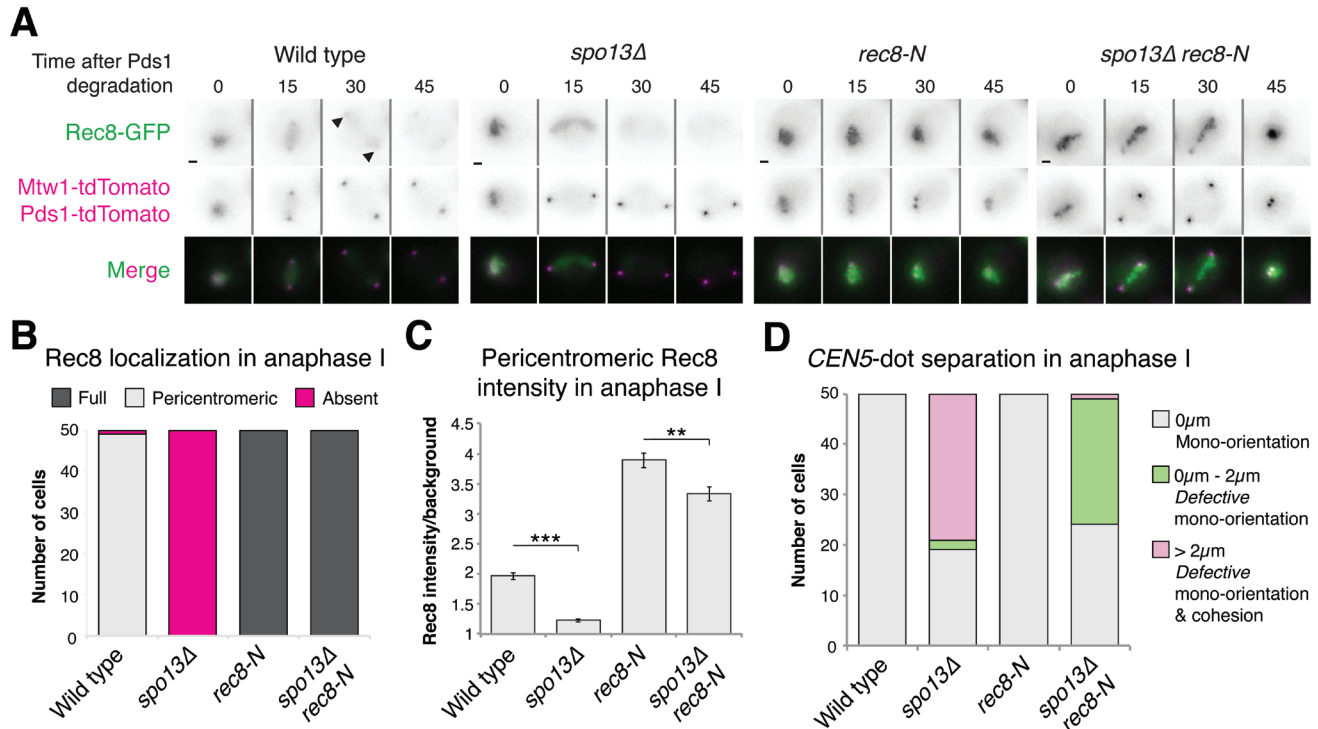 A
Time after Pds1
degradation
Wild type
spo13Δ
rec8-N
spo13Δ rec8-N
0 15 30 45 0 15 30 45 0 15 30 45 0 15 30 45
Rec8-GFP
Mtw1-tdTomato
Pds1-tdTomato
Merge
B
Rec8 localization in anaphase I
Full Pericentromeric Absent
Number of cells
50
40
30
20
10
0
Wild type
spo13Δ
rec8-N
spo13Δ
rec8-N
C
Pericentromeric Rec8
intensity in anaphase I
Rec8 intensity/background
4.5
4
3.5
3
2.5
2
1.5
1
***
**
Wild type
spo13Δ
rec8-N
spo13Δ
rec8-N
D
CEN5-dot separation in anaphase I
Number of cells
50
40
30
20
10
0
Wild type
spo13Δ
rec8-N
spo13Δ
rec8-N
0µm
Mono-orientation
0µm - 2µm
Defective
mono-orientation
> 2µm
Defective
mono-orientation
& cohesion